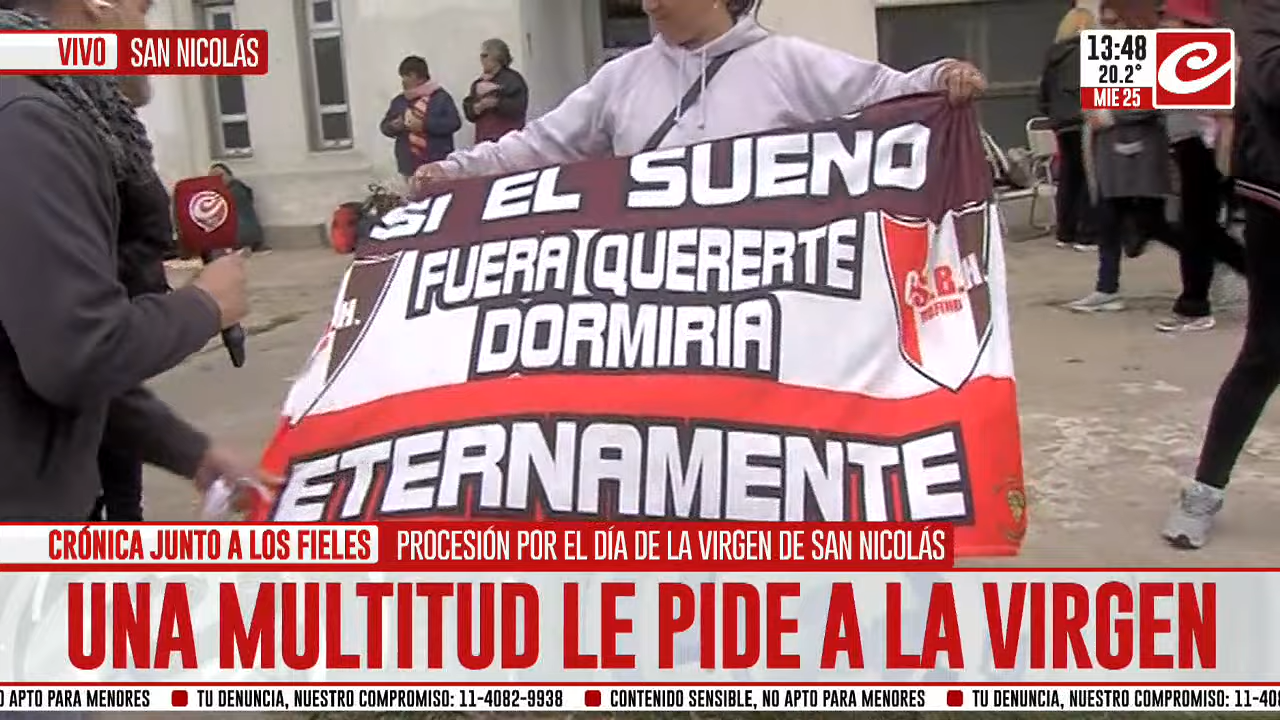 VIVO SAN NICOLÁS
13:48
20.2°
MIE 25
SI EL SUENO
FUERA QUERERTE
DORMIRIA
ETERNAMENTE
H.
S.B.H.
CRÓNICA JUNTO A LOS FIELES PROCESIÓN POR EL DÍA DE LA VIRGEN DE SAN NICOLÁS
UNA MULTITUD LE PIDE A LA VIRGEN
O APTO PARA MENORES TU DENUNCIA, NUESTRO COMPROMISO: 11-4082-9938 CONTENIDO SENSIBLE, NO APTO PARA MENORES TU DENUNCIA, NUESTRO COMPROMISO: 11-40